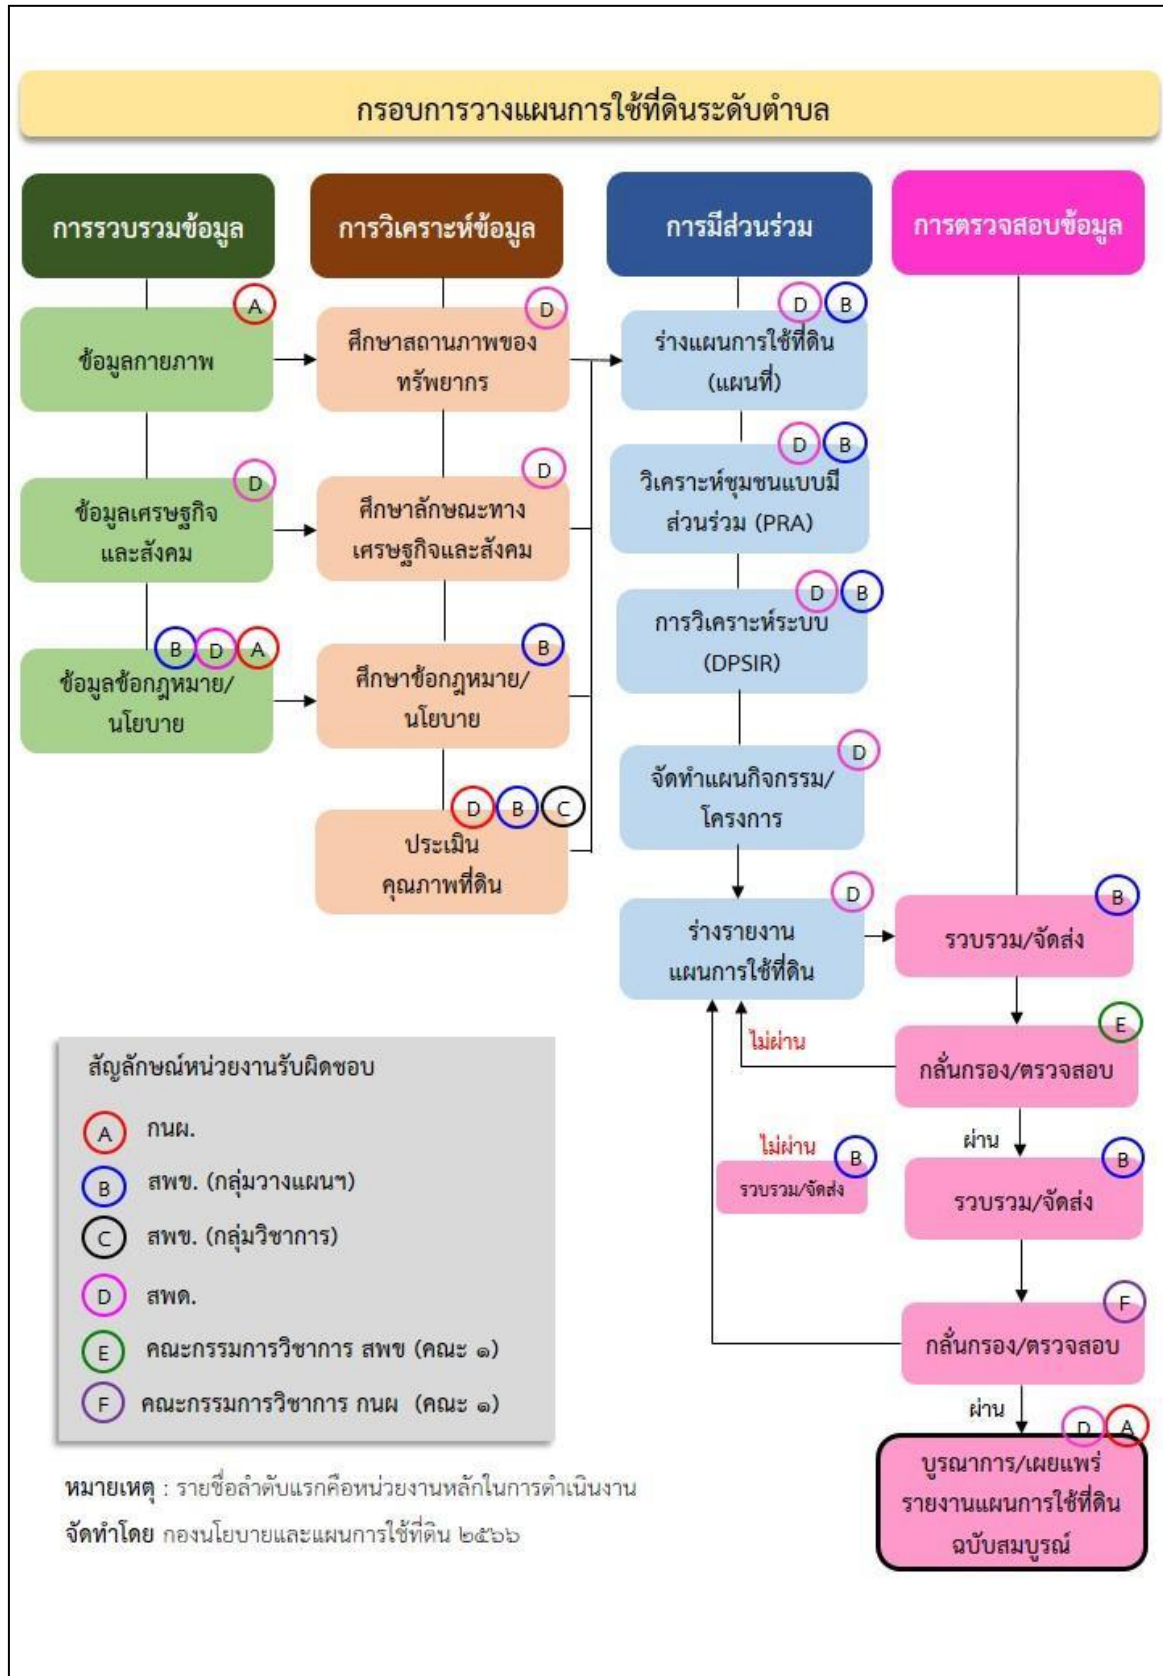 กรอบการวางแผนการใช้ที่ดินระดับตำบล
การรวบรวมข้อมูล
การวิเคราะห์ข้อมูล
การมีส่วนร่วม
การตรวจสอบข้อมูล
A
ข้อมูลกายภาพ
D
ข้อมูลเศรษฐกิจ
และสังคม
B D A
ข้อมูลข้อกฎหมาย/
นโยบาย
D
ศึกษาสถานภาพของ
ทรัพยากร
D
ศึกษาลักษณะทาง
เศรษฐกิจและสังคม
B
ศึกษาข้อกฎหมาย/
นโยบาย
D B C
ประเมิน
คุณภาพที่ดิน
D B
ร่างแผนการใช้ที่ดิน
(แผนที่)
D B
วิเคราะห์ชุมชนแบบมี
ส่วนร่วม (PRA)
D B
การวิเคราะห์ระบบ
(DPSIR)
D
จัดทำแผนกิจกรรม/
โครงการ
D
ร่างรายงาน
แผนการใช้ที่ดิน
B
รวบรวม/จัดส่ง
E
กลั่นกรอง/ตรวจสอบ
ไม่ผ่าน
ผ่าน
B
รวบรวม/จัดส่ง
ไม่ผ่าน
B
รวบรวม/จัดส่ง
F
กลั่นกรอง/ตรวจสอบ
ผ่าน
D A
บูรณาการ/เผยแพร่
รายงานแผนการใช้ที่ดิน
ฉบับสมบูรณ์
สัญลักษณ์หน่วยงานรับผิดชอบ
A กนผ.
B สพข. (กลุ่มวางแผนฯ)
C สพข. (กลุ่มวิชาการ)
D สพด.
E คณะกรรมการวิชาการ สพข (คณะ ๑)
F คณะกรรมการวิชาการ กนผ (คณะ ๑)
หมายเหตุ : รายชื่อลำดับแรกคือหน่วยงานหลักในการดำเนินงาน
จัดทำโดย กองนโยบายและแผนการใช้ที่ดิน ๒๕๖๖